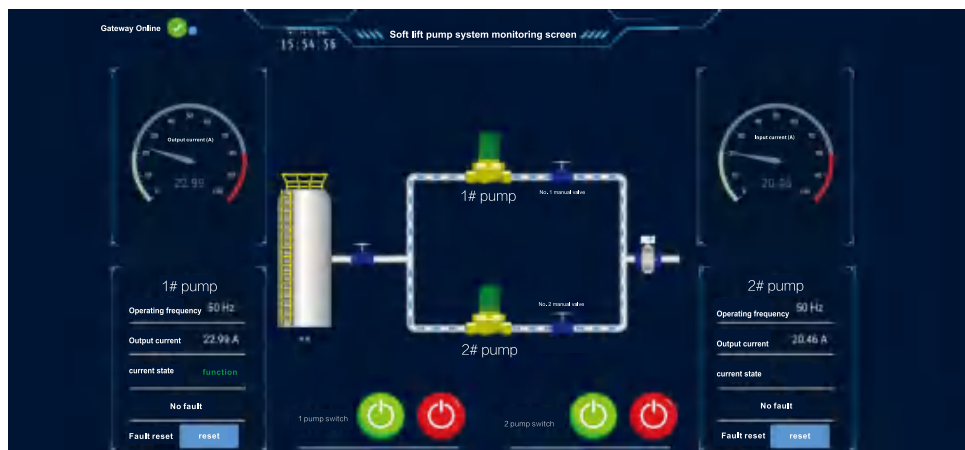 Gateway Online
15:54:56
Soft lift pump system monitoring screen
Output current (A)
22.99
Input current (A)
1# pump
No. 1 manual valve
1# pump
Operating frequency 50 Hz
Output current 22.99 A
current state function
No fault
Fault reset reset
No. 2 manual valve
2# pump
2# pump
Operating frequency 50 Hz
Output current 20.46 A
current state
No fault
Fault reset reset
1 pump switch
2 pump switch